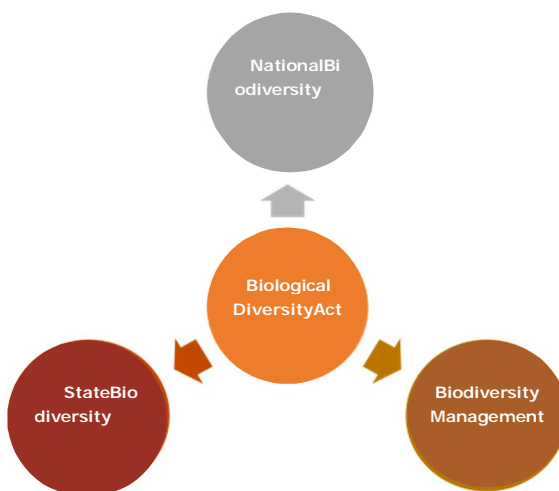 NationalBi
odiversity
Biological
DiversityAct
StateBio
diversity
Biodiversity
Management